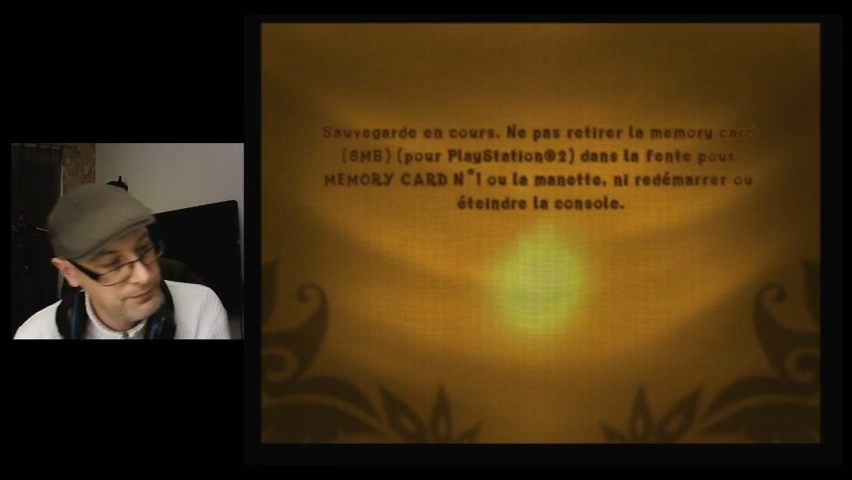 Sauvegarde en cours. Ne pas retirer la memory card
(8MB) (pour PlayStation®2) dans la fente pour
MEMORY CARD N°1 ou la manette, ni redémarrer ou
éteindre la console.